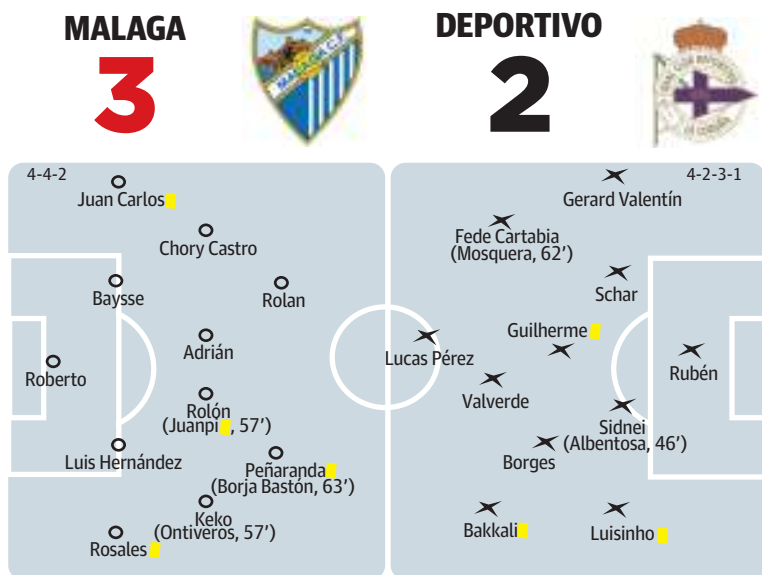 MALAGA
3
MALAGA C.F.
DEPORTIVO
2
4-4-2
Juan Carlos
Chory Castro
Baysse
Rolan
Adrián
Roberto
Rolón
(Juanpi, 57’)
Luis Hernández
Peñaranda
(Borja Bastón, 63’)
Keko
(Ontiveros, 57’)
Rosales
4-2-3-1
Gerard Valentín
Fede Cartabia
(Mosquera, 62’)
Schar
Guilherme
Lucas Pérez
Rubén
Valverde
Sidnei
(Albentosa, 46’)
Borges
Bakkali
Luisinho